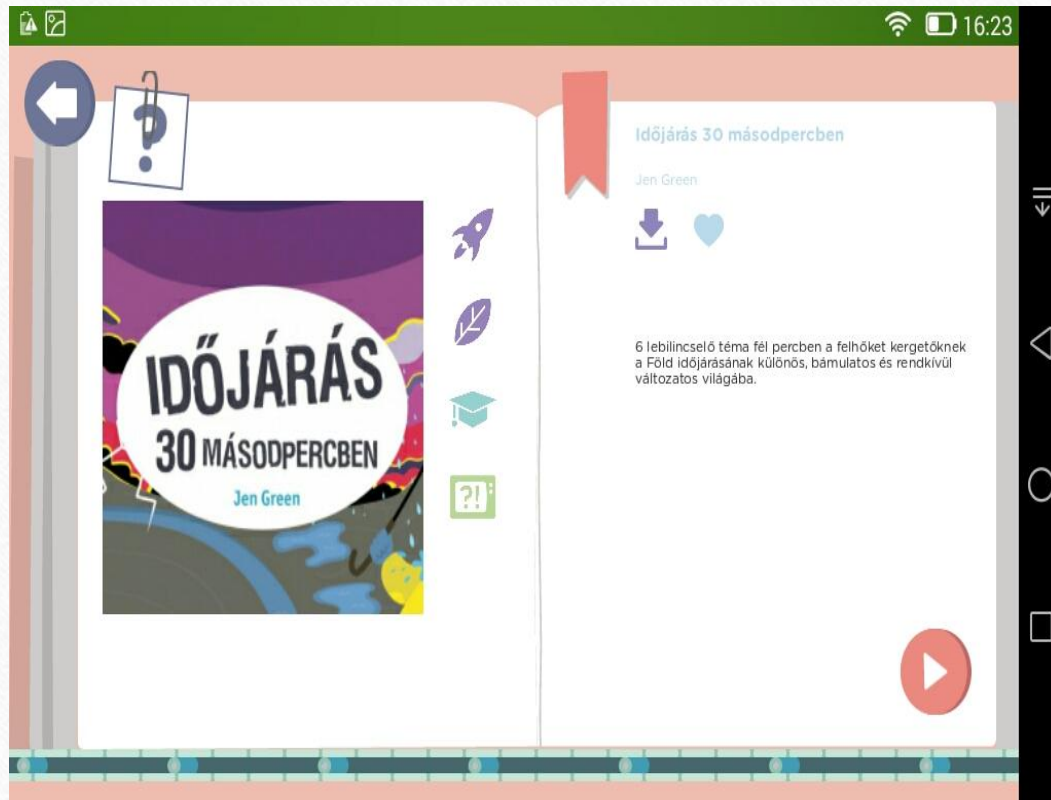 16:23
?
IDŐJÁRÁS
30 MÁSODPERCBEN
Jen Green
?!
Időjárás 30 másodpercben
Jen Green
6 lebilincselő téma fél percben a felhőket kergetőknek
a Föld időjárásának különös, bámulatos és rendkívül
változatos világába.